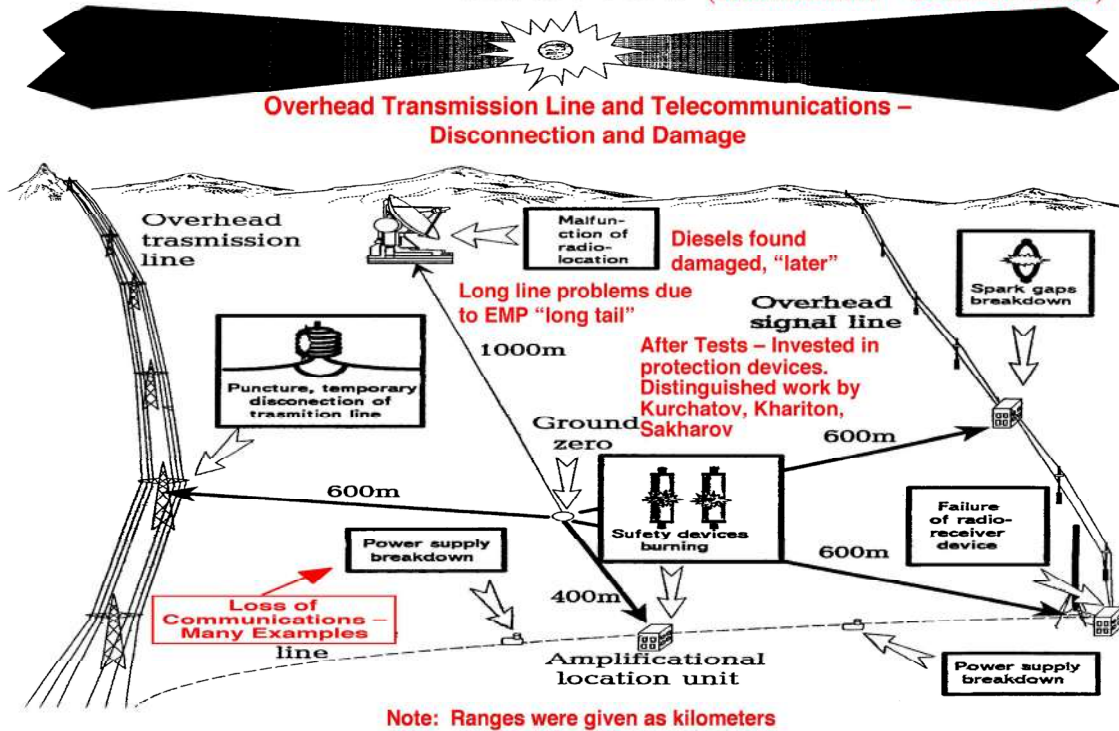 Overhead Transmission Line and Telecommunications –
Disconnection and Damage
Overhead
trasmission
line
Malfun-
ction of
radio-
location
Diesels found
damaged, “later”
Spark gaps
breakdown
Long line problems due
to EMP “long tail”
Overhead
signal line
1000m
Puncture, temporary
disconection of
trasmition line
After Tests – Invested in
protection devices.
Distinguished work by
Kurchatov, Khariton,
Sakharov
Ground
zero
600m
600m
Sufety devices
burning
Failure
of radio-
receiver
device
Power supply
breakdown
600m
400m
Loss of
Communications –
Many Examples
line
Amplificational
location unit
Power supply
breakdown
Note: Ranges were given as kilometers